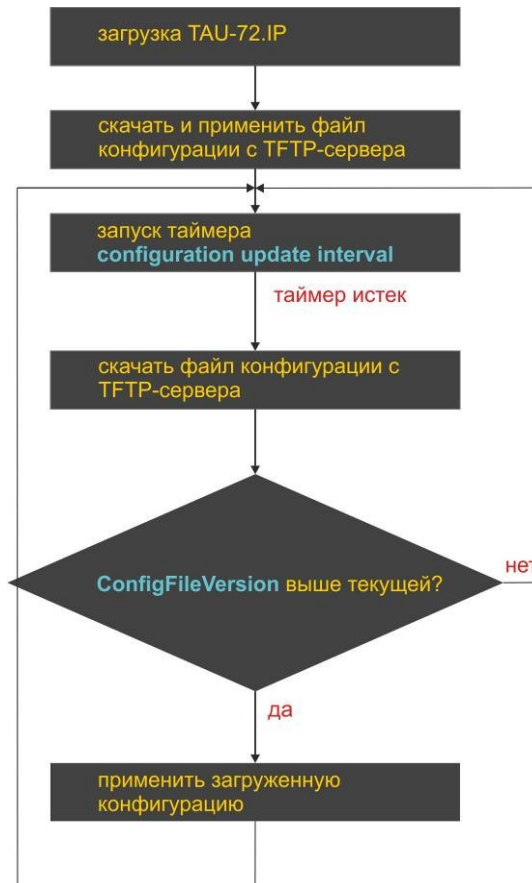 загрузка TAU-72.IP
скачать и применить файл
конфигурации с TFTP-сервера
запуск таймера
configuration update interval
таймер истек
скачать файл конфигурации с
TFTP-сервера
ConfigFileVersion выше текущей?
нет
да
применить загруженную
конфигурацию